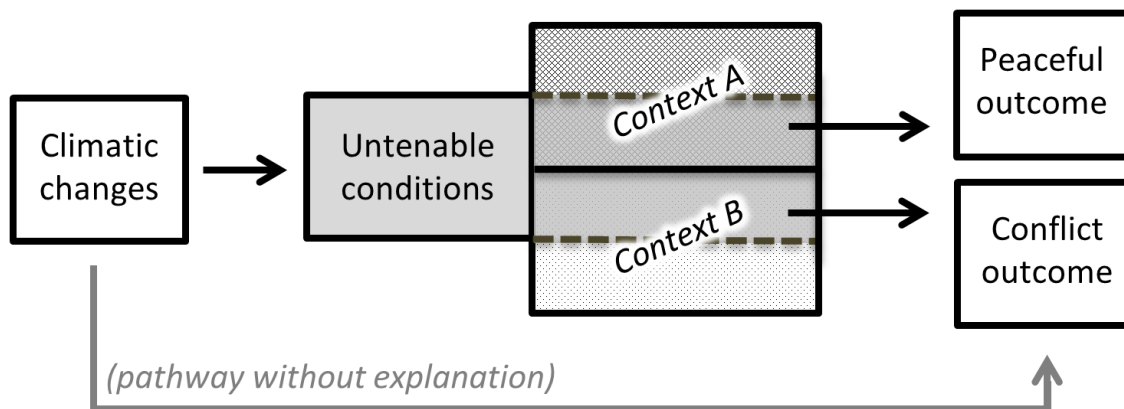 Climatic
changes
Untenable
conditions
Context A
Context B
Peaceful
outcome
Conflict
outcome
(pathway without explanation)